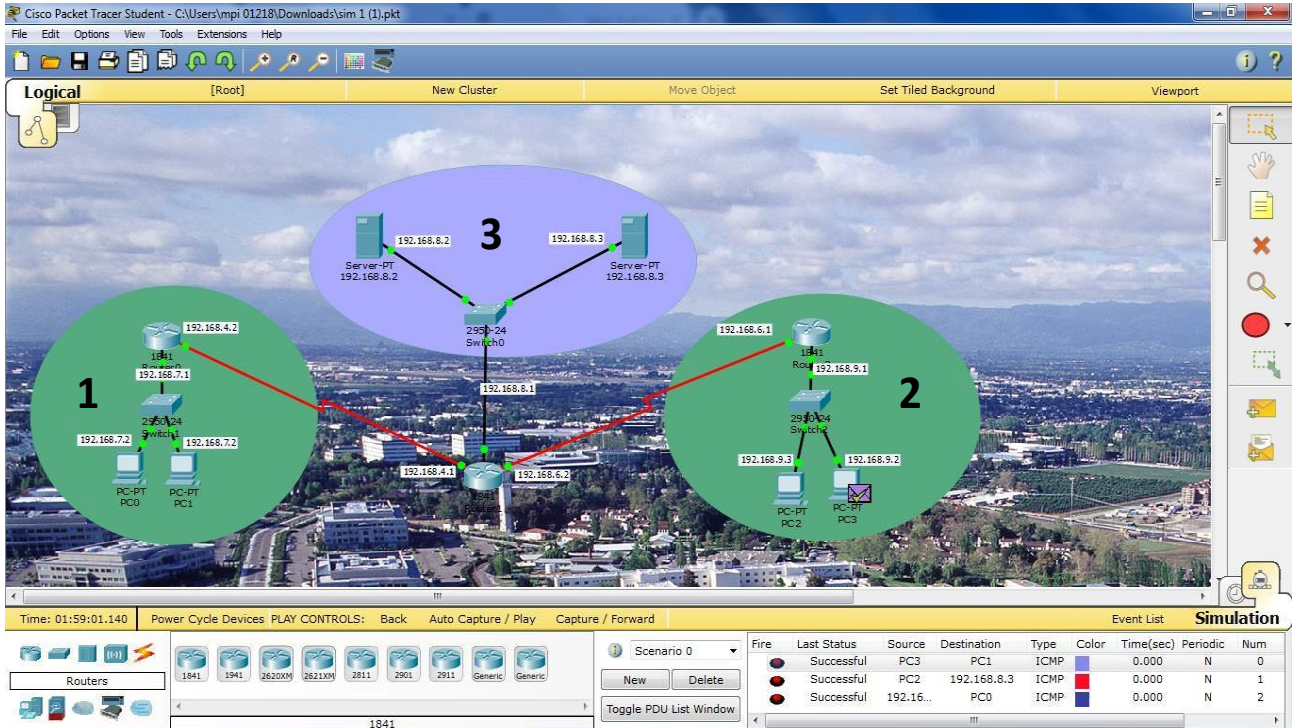 Cisco Packet Tracer Student - C:\Users\mpi 01218\Downloads\sim 1 (1).pkt
File Edit Options View Tools Extensions Help
Logical [Root] New Cluster Move Object Set Tiled Background Viewport
3
192.168.8.2
192.168.8.3
Server-PT
192.168.8.2
Server-PT
192.168.8.3
2950-24
Switch0
192.168.8.1
1
192.168.4.2
1841
192.168.7.1
2950-24
Switch1
192.168.7.2
192.168.7.2
PC-PT
PC0
PC-PT
PC1
192.168.4.1
192.168.6.2
1841
Router1
2
192.168.6.1
1841
192.168.9.1
2950-24
Switch2
192.168.9.3
192.168.9.2
PC-PT
PC2
PC-PT
PC3
Time: 01:59:01.140 Power Cycle Devices PLAY CONTROLS: Back Auto Capture / Play Capture / Forward Event List Simulation
Routers
1841 1941 2620XM 2621XM 2811 2901 2911 Generic Generic
1841
Scenario 0
New Delete
Toggle PDU List Window
Fire Last Status Source Destination Type Color Time(sec) Periodic Num
Successful PC3 PC1 ICMP 0.000 N 0
Successful PC2 192.168.8.3 ICMP 0.000 N 1
Successful 192.16... PC0 ICMP 0.000 N 2